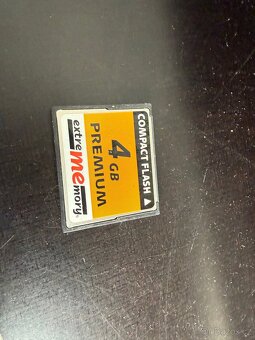 COMPACT FLASH ▲
4 GB
PREMIUM
extrememory